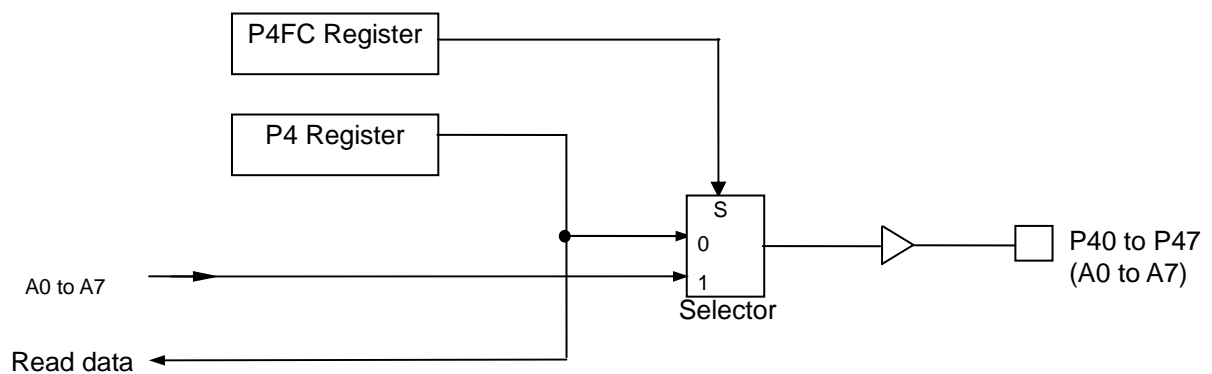 P4FC Register
P4 Register
S
0
1
Selector
P40 to P47
(A0 to A7)
A0 to A7
Read data